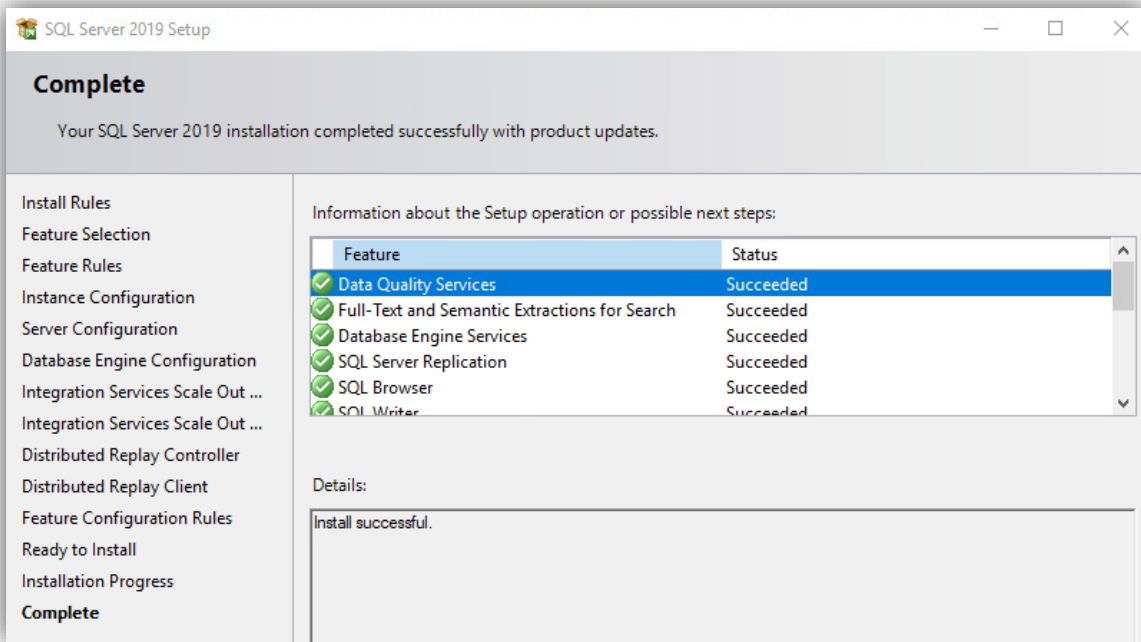 SQL Server 2019 Setup
Complete
Your SQL Server 2019 installation completed successfully with product updates.
Install Rules
Feature Selection
Feature Rules
Instance Configuration
Server Configuration
Database Engine Configuration
Integration Services Scale Out ...
Integration Services Scale Out ...
Distributed Replay Controller
Distributed Replay Client
Feature Configuration Rules
Ready to Install
Installation Progress
Complete
Information about the Setup operation or possible next steps:
Feature Status
Data Quality Services Succeeded
Full-Text and Semantic Extractions for Search Succeeded
Database Engine Services Succeeded
SQL Server Replication Succeeded
SQL Browser Succeeded
SQL Writer Succeeded
Details:
Install successful.